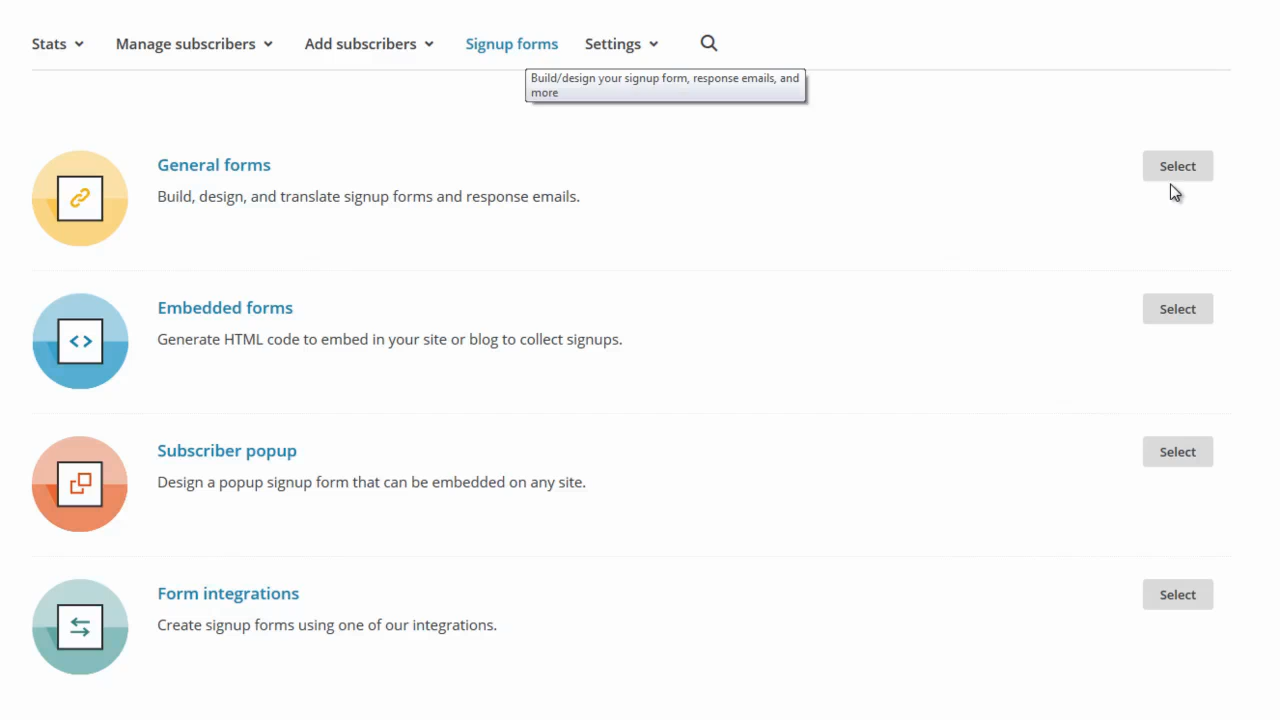 Stats
Manage subscribers
Add subscribers
Signup forms
Settings
Build/design your signup form, response emails, and
more
General forms
Select
Build, design, and translate signup forms and response emails.
Embedded forms
Select
Generate HTML code to embed in your site or blog to collect signups.
Subscriber popup
Select
Design a popup signup form that can be embedded on any site.
Form integrations
Select
Create signup forms using one of our integrations.